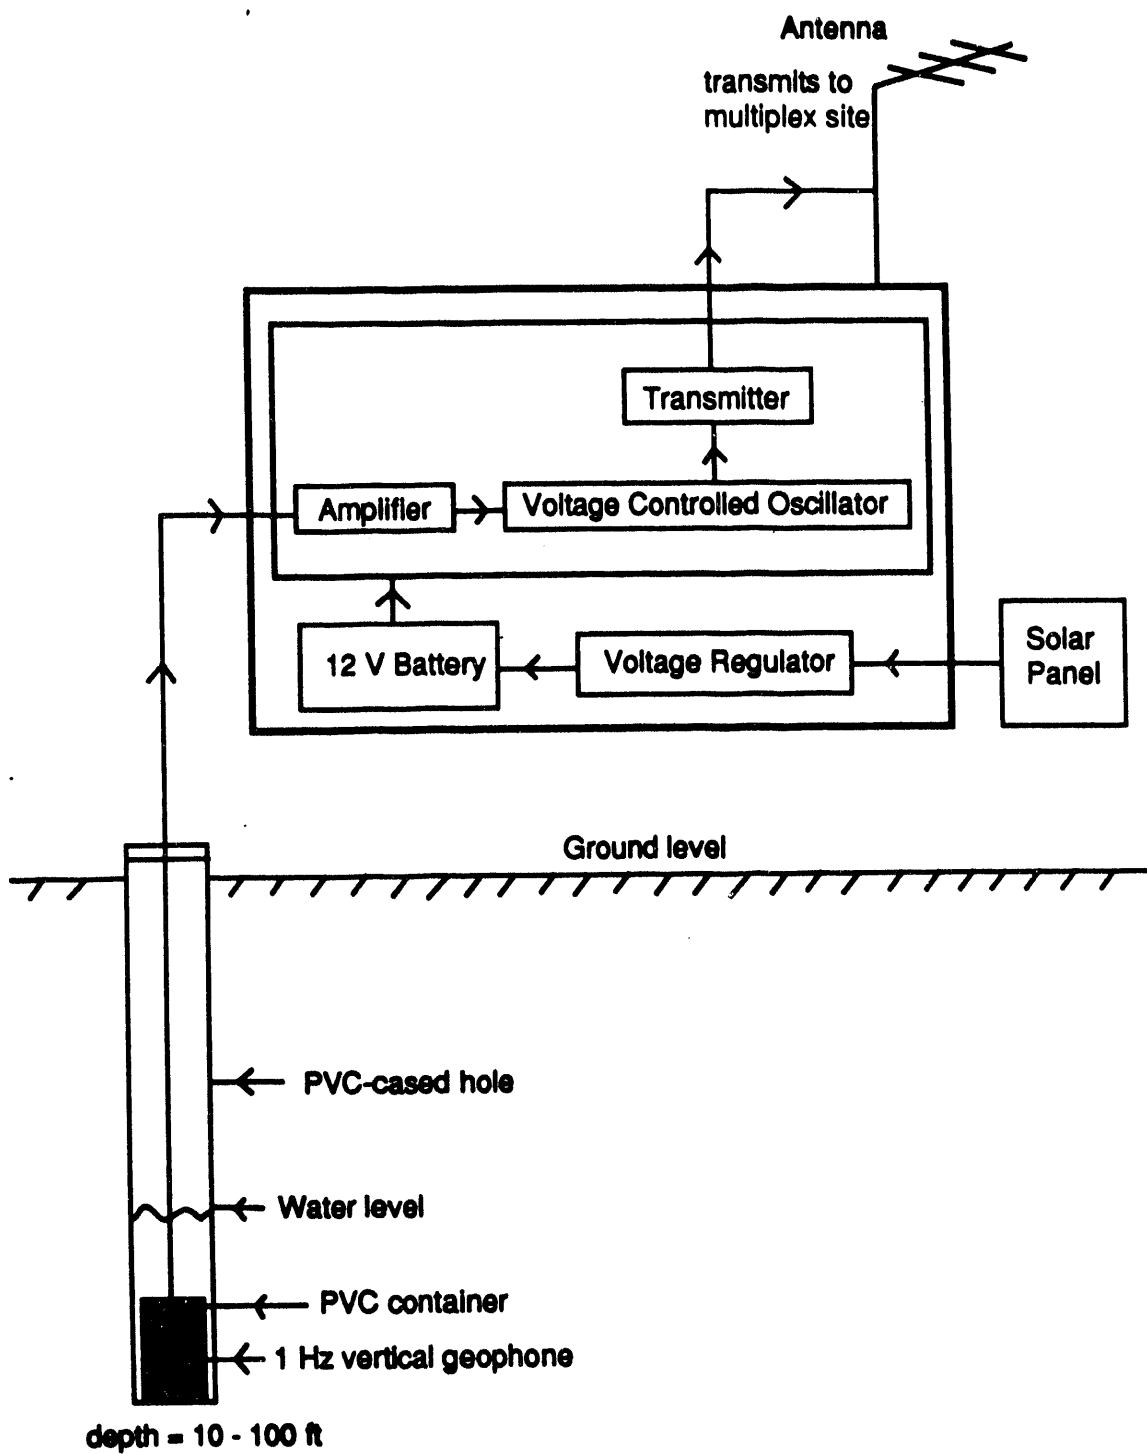 Antenna
transmits to
multiplex site
Transmitter
Amplifier
Voltage Controlled Oscillator
12 V Battery
Voltage Regulator
Solar
Panel
Ground level
PVC-cased hole
Water level
PVC container
1 Hz vertical geophone
depth = 10 - 100 ft